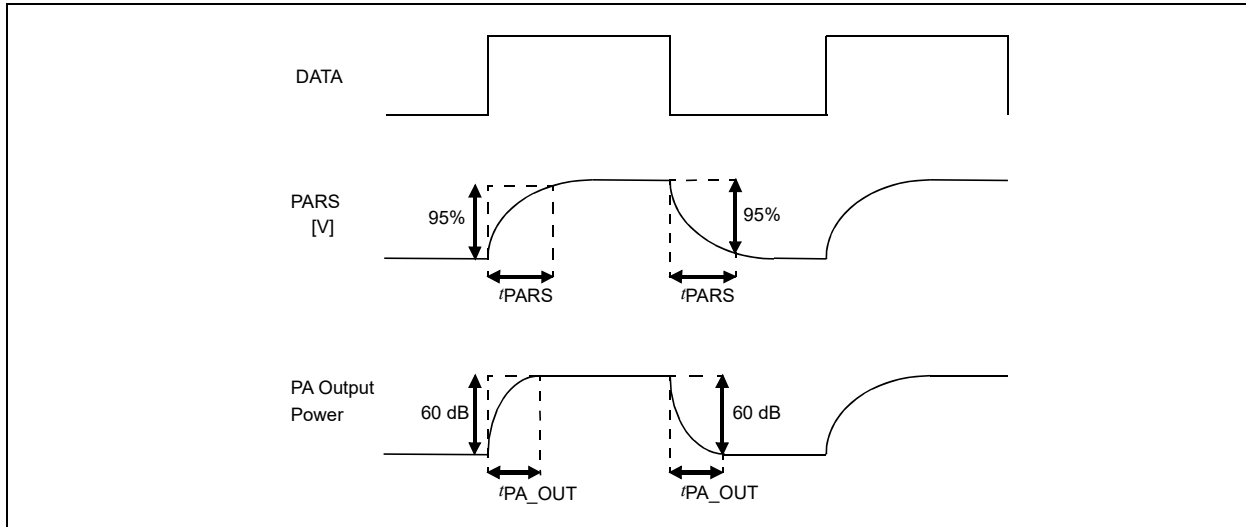 DATA
PARS
[V]
95%
95%
tPARS
tPARS
PA Output
Power
60 dB
60 dB
tPA_OUT
tPA_OUT